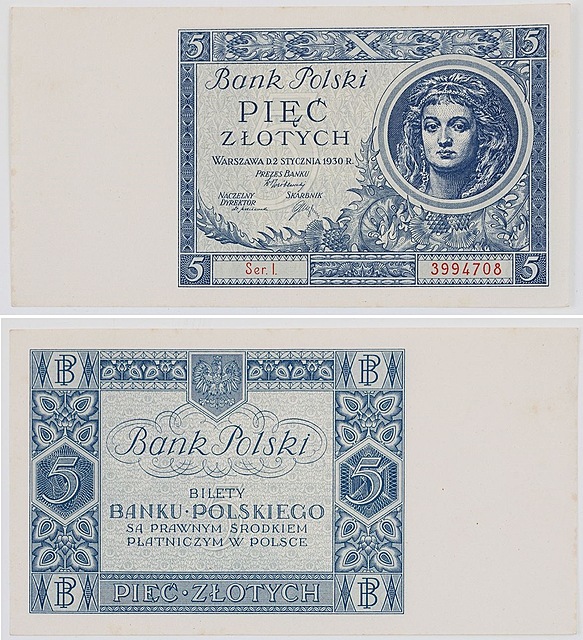 5 5
Bank Polski
PIĘĆ
ZŁOTYCH
WARSZAWA D. 2 STYCZNIA 1930 R.
PREZES BANKU
NACZELNY SKARBNIK
DYREKTOR
5 Ser. I. 3994708 5
BP BP
Bank Polski
5 5
BILETY
BANKU·POLSKIEGO
SĄ PRAWNYM ŚRODKIEM
PŁATNICZYM W POLSCE
BP PIĘĆ·ZŁOTYCH BP